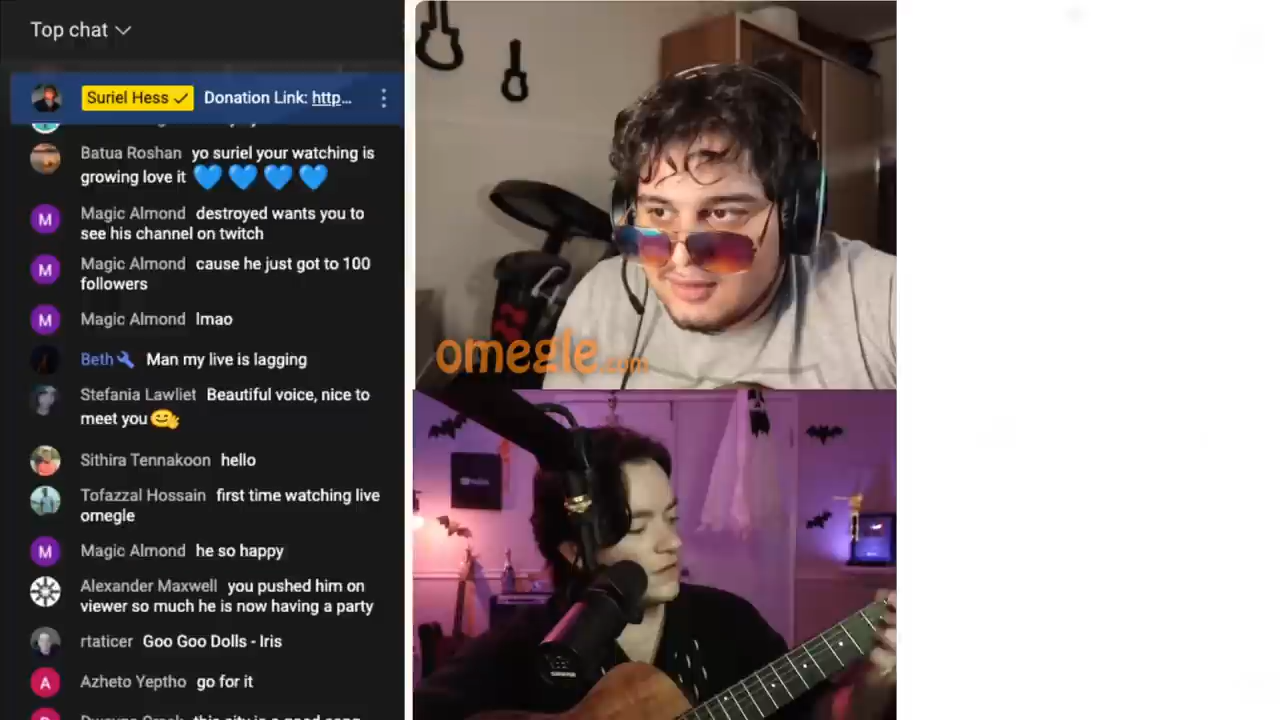 Top chat
Suriel Hess Donation Link: http...
Batua Roshan yo suriel your watching is
growing love it 💙💙💙💙
Magic Almond destroyed wants you to
see his channel on twitch
Magic Almond cause he just got to 100
followers
Magic Almond lmao
Beth Man my live is lagging
Stefania Lawliet Beautiful voice, nice to
meet you
Sithira Tennakoon hello
Tofazzal Hossain first time watching live
omegle
Magic Almond he so happy
Alexander Maxwell you pushed him on
viewer so much he is now having a party
rtaticer Goo Goo Dolls - Iris
Azheto Yeptho go for it
M
M
M
M
A
omegle.com
SHURE